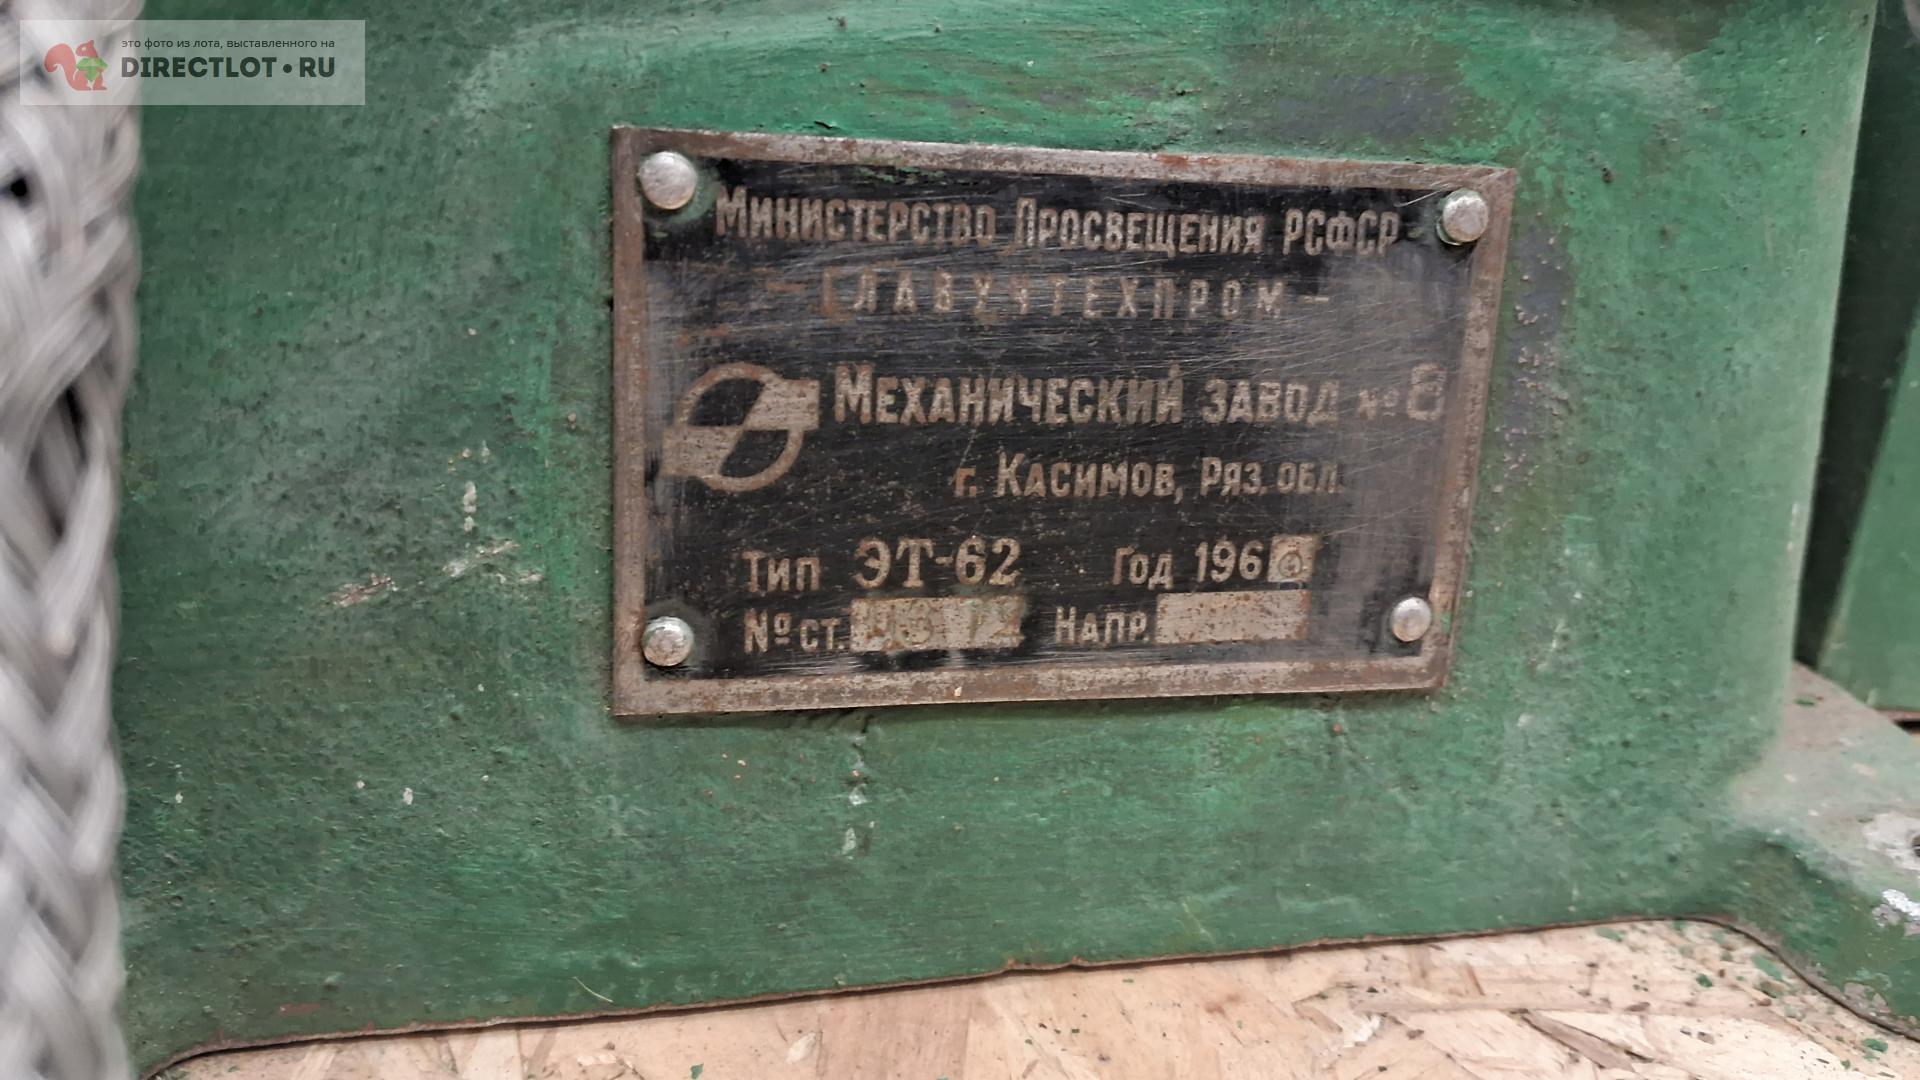 это фото из лота, выставленного на
DIRECTLOT•RU
Министерство Просвещения РСФСР
- ГЛАВУЧТЕХПРОМ -
Механический завод №8
г. Касимов, Ряз. обл.
Тип ЭТ-62 Год 196
№ ст. Напр.